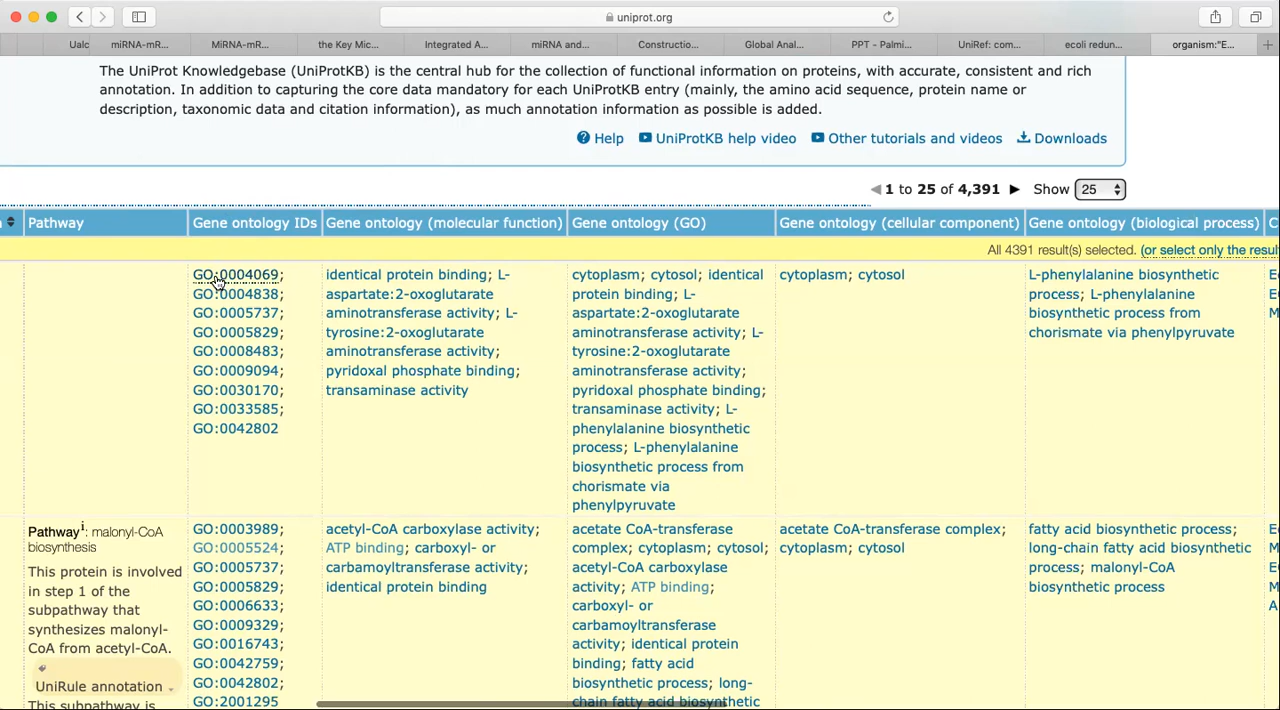 uniprot.org
Ualc
miRNA-mR...
MiRNA-mR...
the Key Mic...
Integrated A...
miRNA and...
Constructio...
Global Anal...
PPT - Palmi...
UniRef: com...
ecoli redun...
organism:"E...
The UniProt Knowledgebase (UniProtKB) is the central hub for the collection of functional information on proteins, with accurate, consistent and rich
annotation. In addition to capturing the core data mandatory for each UniProtKB entry (mainly, the amino acid sequence, protein name or
description, taxonomic data and citation information), as much annotation information as possible is added.
Help UniProtKB help video Other tutorials and videos Downloads
1 to 25 of 4,391 Show 25
Pathway
Gene ontology IDs
Gene ontology (molecular function)
Gene ontology (GO)
Gene ontology (cellular component)
Gene ontology (biological process)
All 4391 result(s) selected. (or select only the resul
GO:0004069;
GO:0004838;
GO:0005737;
GO:0005829;
GO:0008483;
GO:0009094;
GO:0030170;
GO:0033585;
GO:0042802
identical protein binding; L-
aspartate:2-oxoglutarate
aminotransferase activity; L-
tyrosine:2-oxoglutarate
aminotransferase activity;
pyridoxal phosphate binding;
transaminase activity
cytoplasm; cytosol; identical
protein binding; L-
aspartate:2-oxoglutarate
aminotransferase activity; L-
tyrosine:2-oxoglutarate
aminotransferase activity;
pyridoxal phosphate binding;
transaminase activity; L-
phenylalanine biosynthetic
process; L-phenylalanine
biosynthetic process from
chorismate via
phenylpyruvate
cytoplasm; cytosol
L-phenylalanine biosynthetic
process; L-phenylalanine
biosynthetic process from
chorismate via phenylpyruvate
Pathwayi: malonyl-CoA
biosynthesis
This protein is involved
in step 1 of the
subpathway that
synthesizes malonyl-
CoA from acetyl-CoA.
UniRule annotation
This subpathway is
GO:0003989;
GO:0005524;
GO:0005737;
GO:0005829;
GO:0006633;
GO:0009329;
GO:0016743;
GO:0042759;
GO:0042802;
GO:2001295
acetyl-CoA carboxylase activity;
ATP binding; carboxyl- or
carbamoyltransferase activity;
identical protein binding
acetate CoA-transferase
complex; cytoplasm; cytosol;
acetyl-CoA carboxylase
activity; ATP binding;
carboxyl- or
carbamoyltransferase
activity; identical protein
binding; fatty acid
biosynthetic process; long-
chain fatty acid biosynthetic
acetate CoA-transferase complex;
cytoplasm; cytosol
fatty acid biosynthetic process;
long-chain fatty acid biosynthetic
process; malonyl-CoA
biosynthetic process